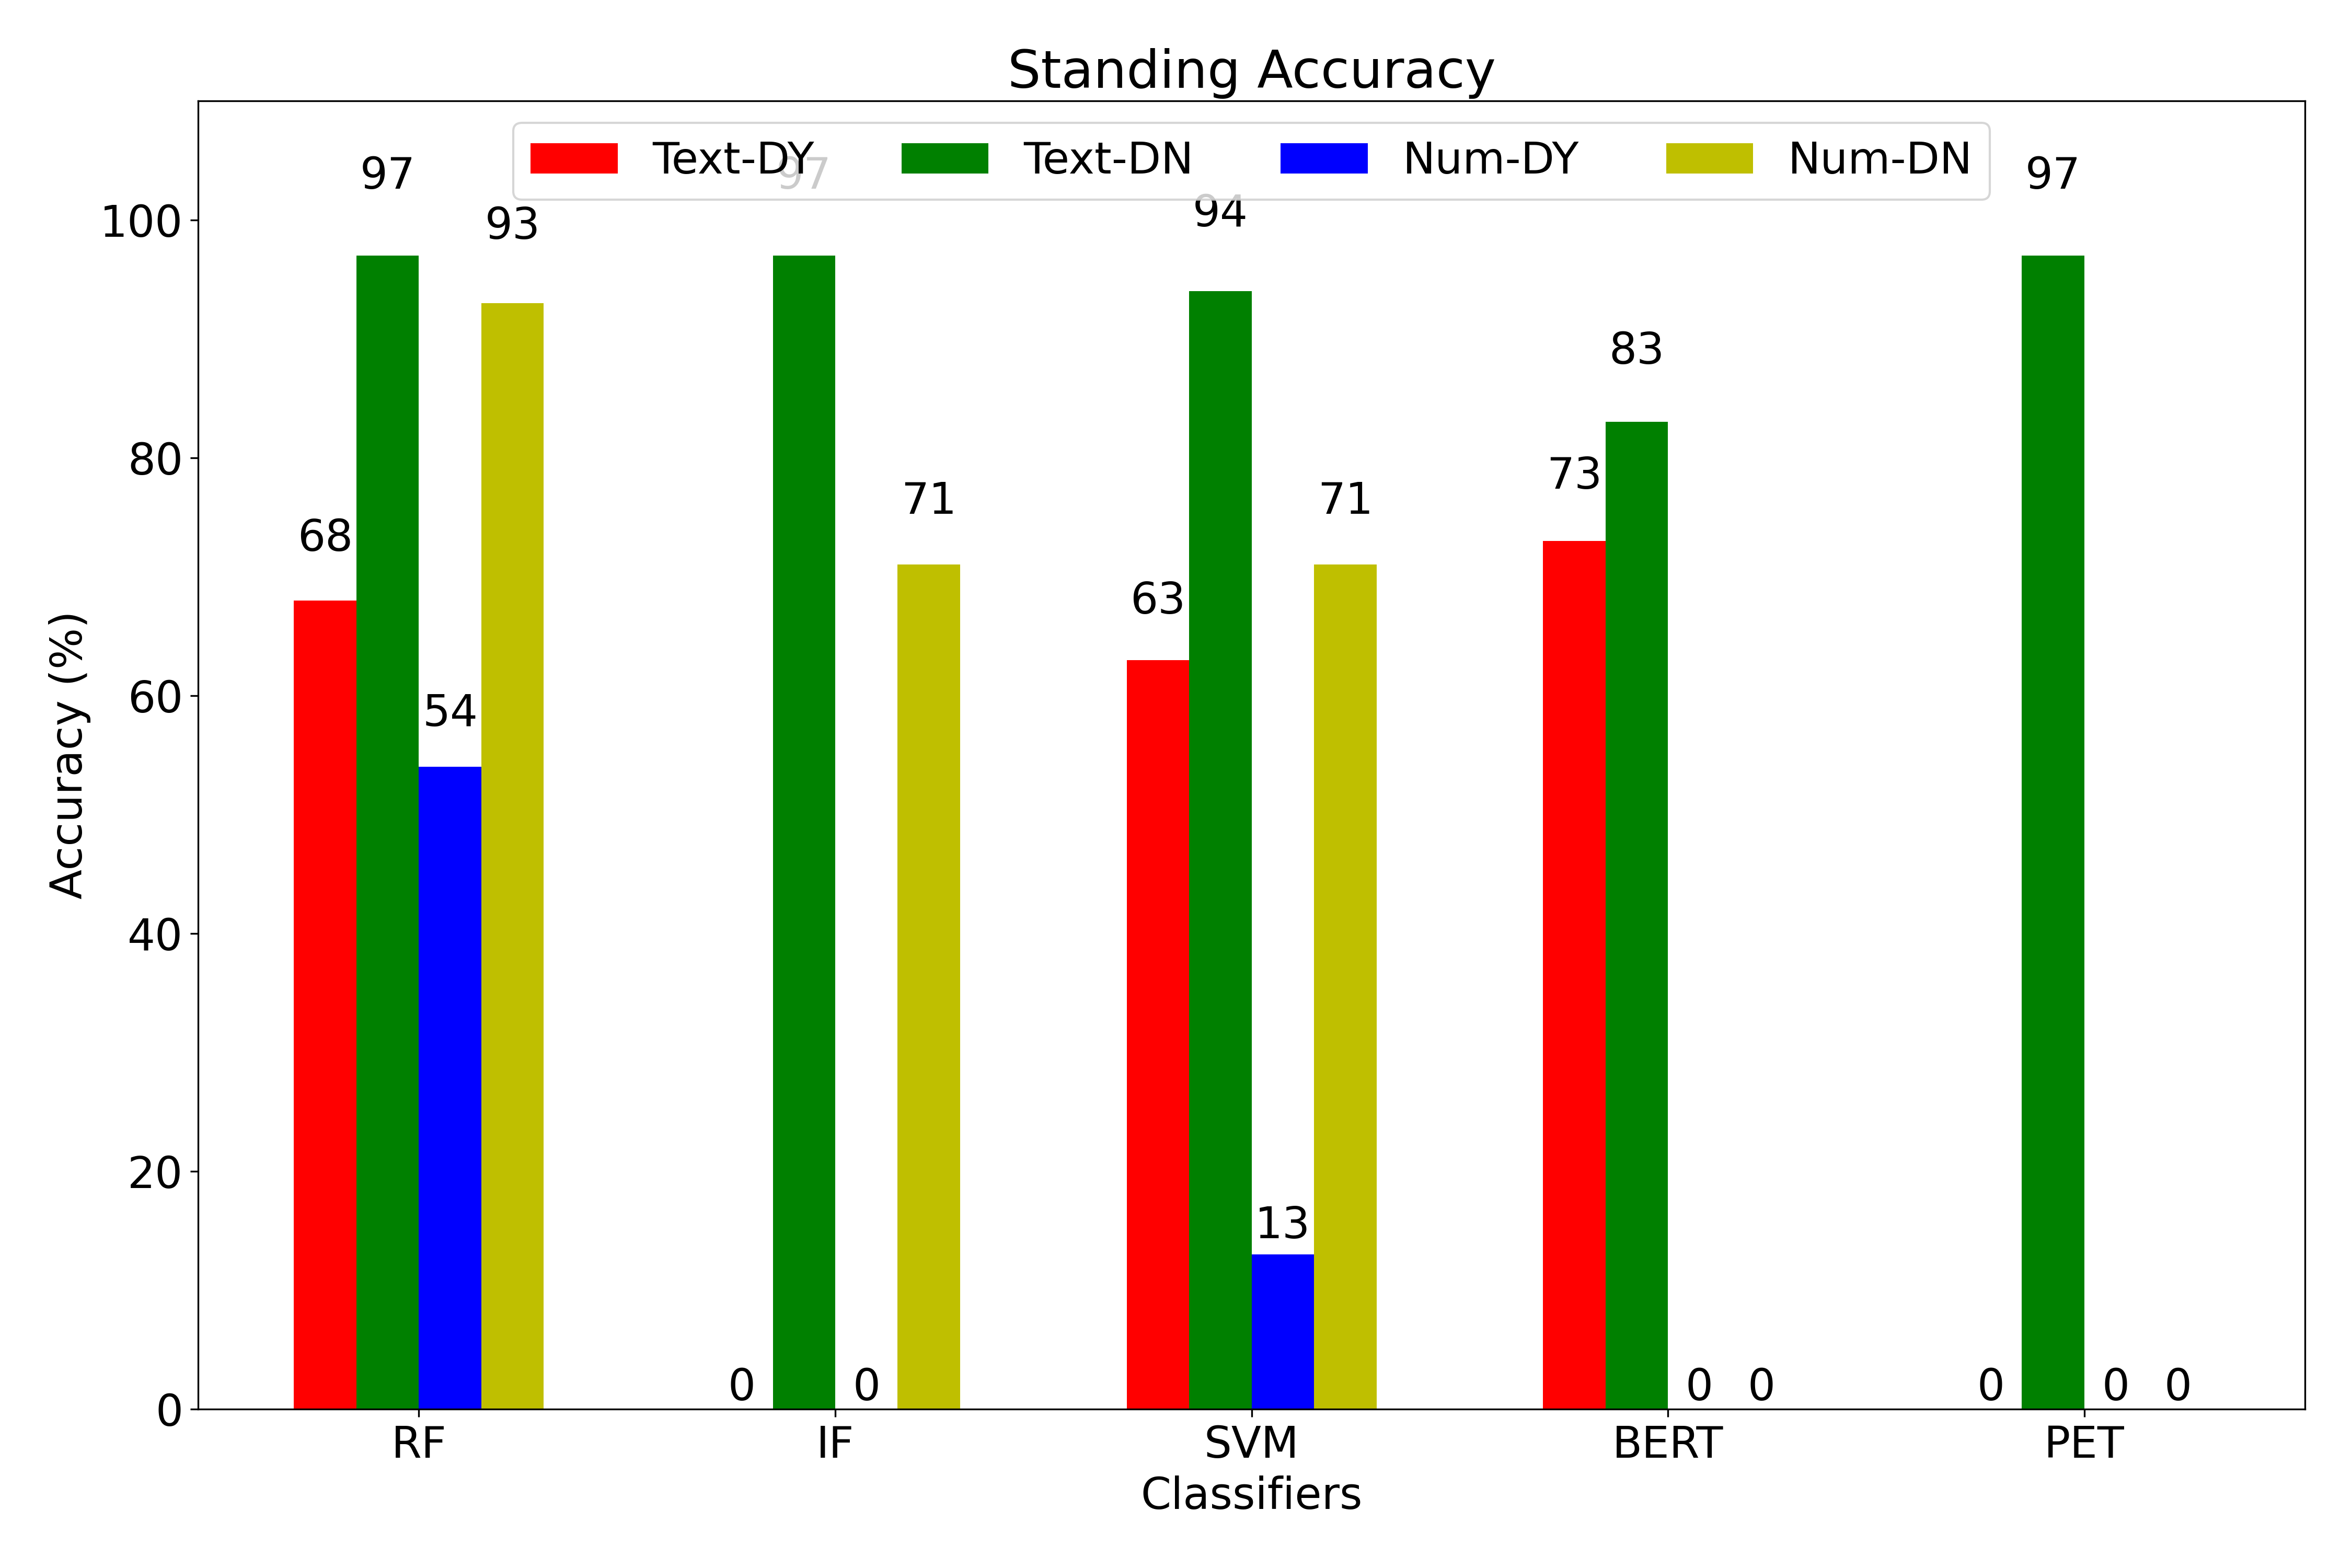 Standing Accuracy
Text-DY Text-DN Num-DY Num-DN
97 97 94 97
93
83
73
71 71
68
63
54
13
0 0 0 0 0 0 0
100
80
60
40
20
0
Accuracy (%)
RF IF SVM BERT PET
Classifiers